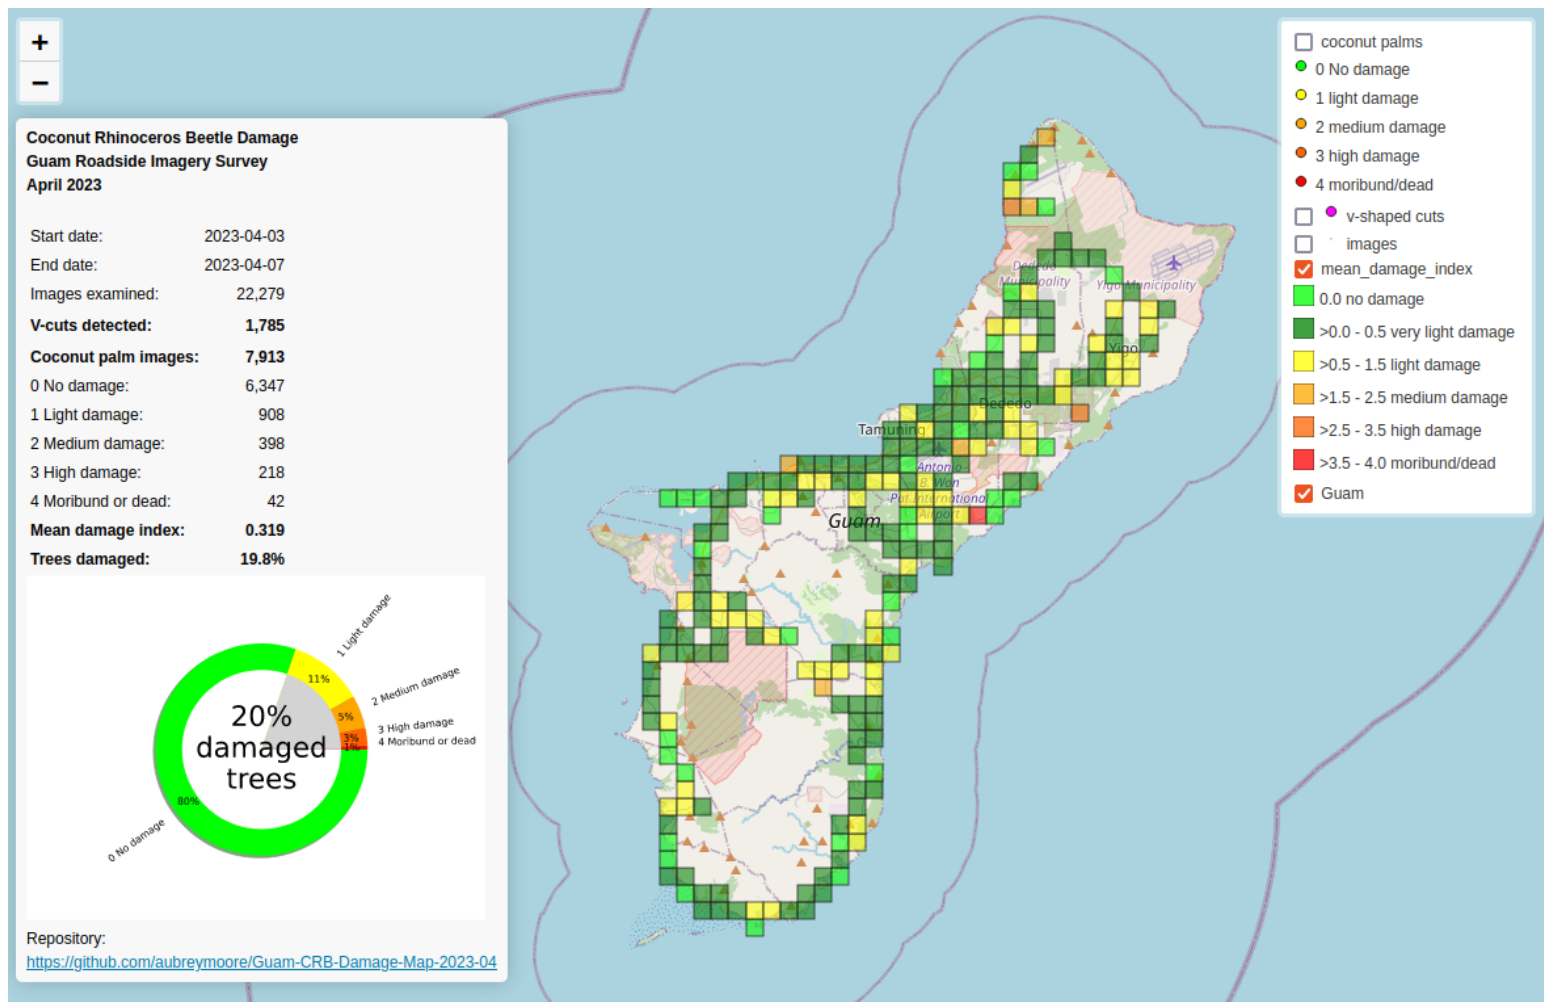 +
−
Coconut Rhinoceros Beetle Damage
Guam Roadside Imagery Survey
April 2023
Start date: 2023-04-03
End date: 2023-04-07
Images examined: 22,279
V-cuts detected: 1,785
Coconut palm images: 7,913
0 No damage: 6,347
1 Light damage: 908
2 Medium damage: 398
3 High damage: 218
4 Moribund or dead: 42
Mean damage index: 0.319
Trees damaged: 19.8%
1 Light damage
11%
2 Medium damage
5%
3 High damage
3%
4 Moribund or dead
1%
20%
damaged
trees
80%
0 No damage
Repository:
https://github.com/aubreymoore/Guam-CRB-Damage-Map-2023-04
Dededo
Municipality
Yigo Municipality
Yigo
Dededo
Tamuning
Antonio
B. Won
Pat International
Airport
Guam
coconut palms
0 No damage
1 light damage
2 medium damage
3 high damage
4 moribund/dead
v-shaped cuts
images
mean_damage_index
0.0 no damage
>0.0 - 0.5 very light damage
>0.5 - 1.5 light damage
>1.5 - 2.5 medium damage
>2.5 - 3.5 high damage
>3.5 - 4.0 moribund/dead
Guam